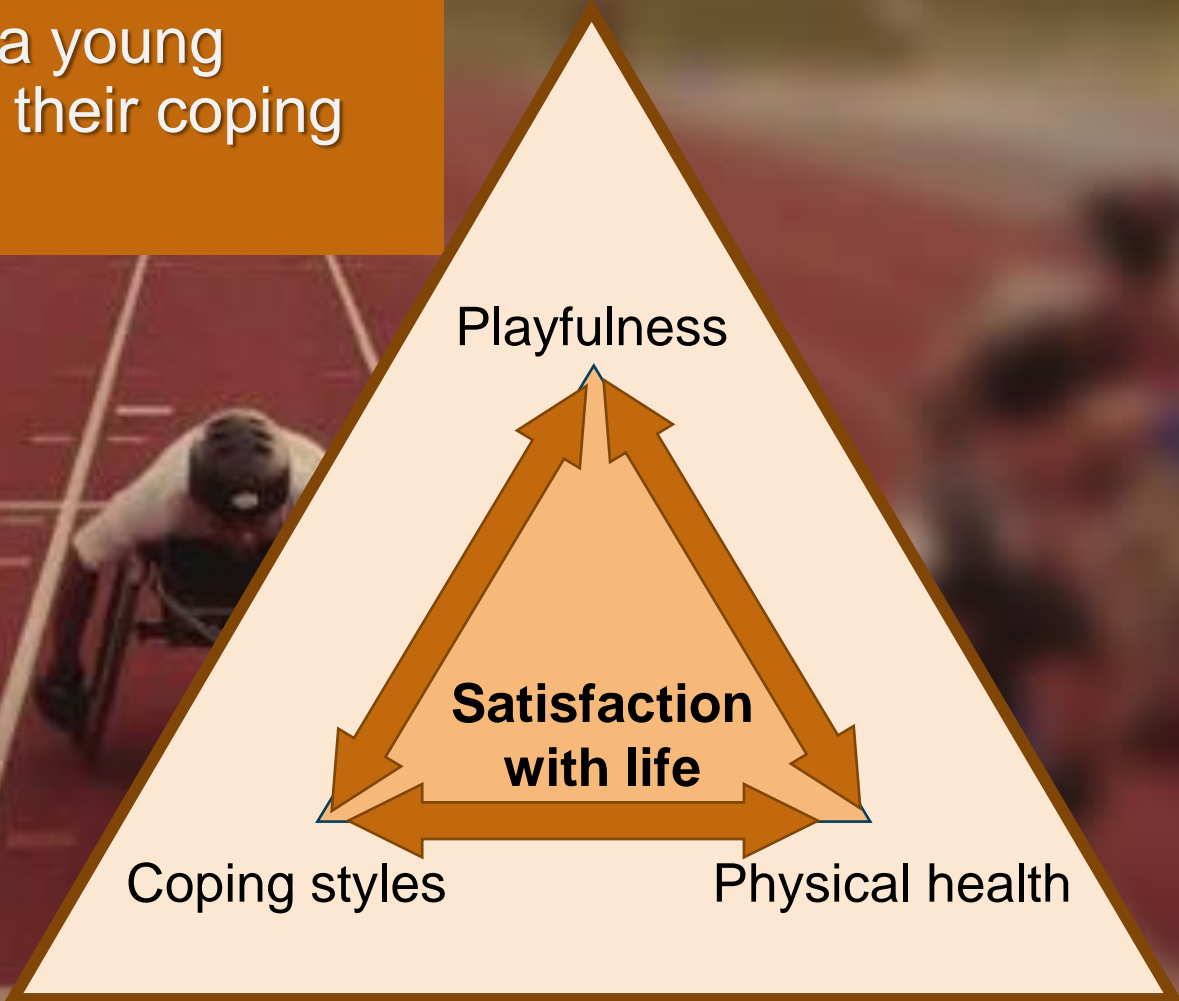 a young
their coping
Playfulness
Satisfaction
with life
Coping styles
Physical health